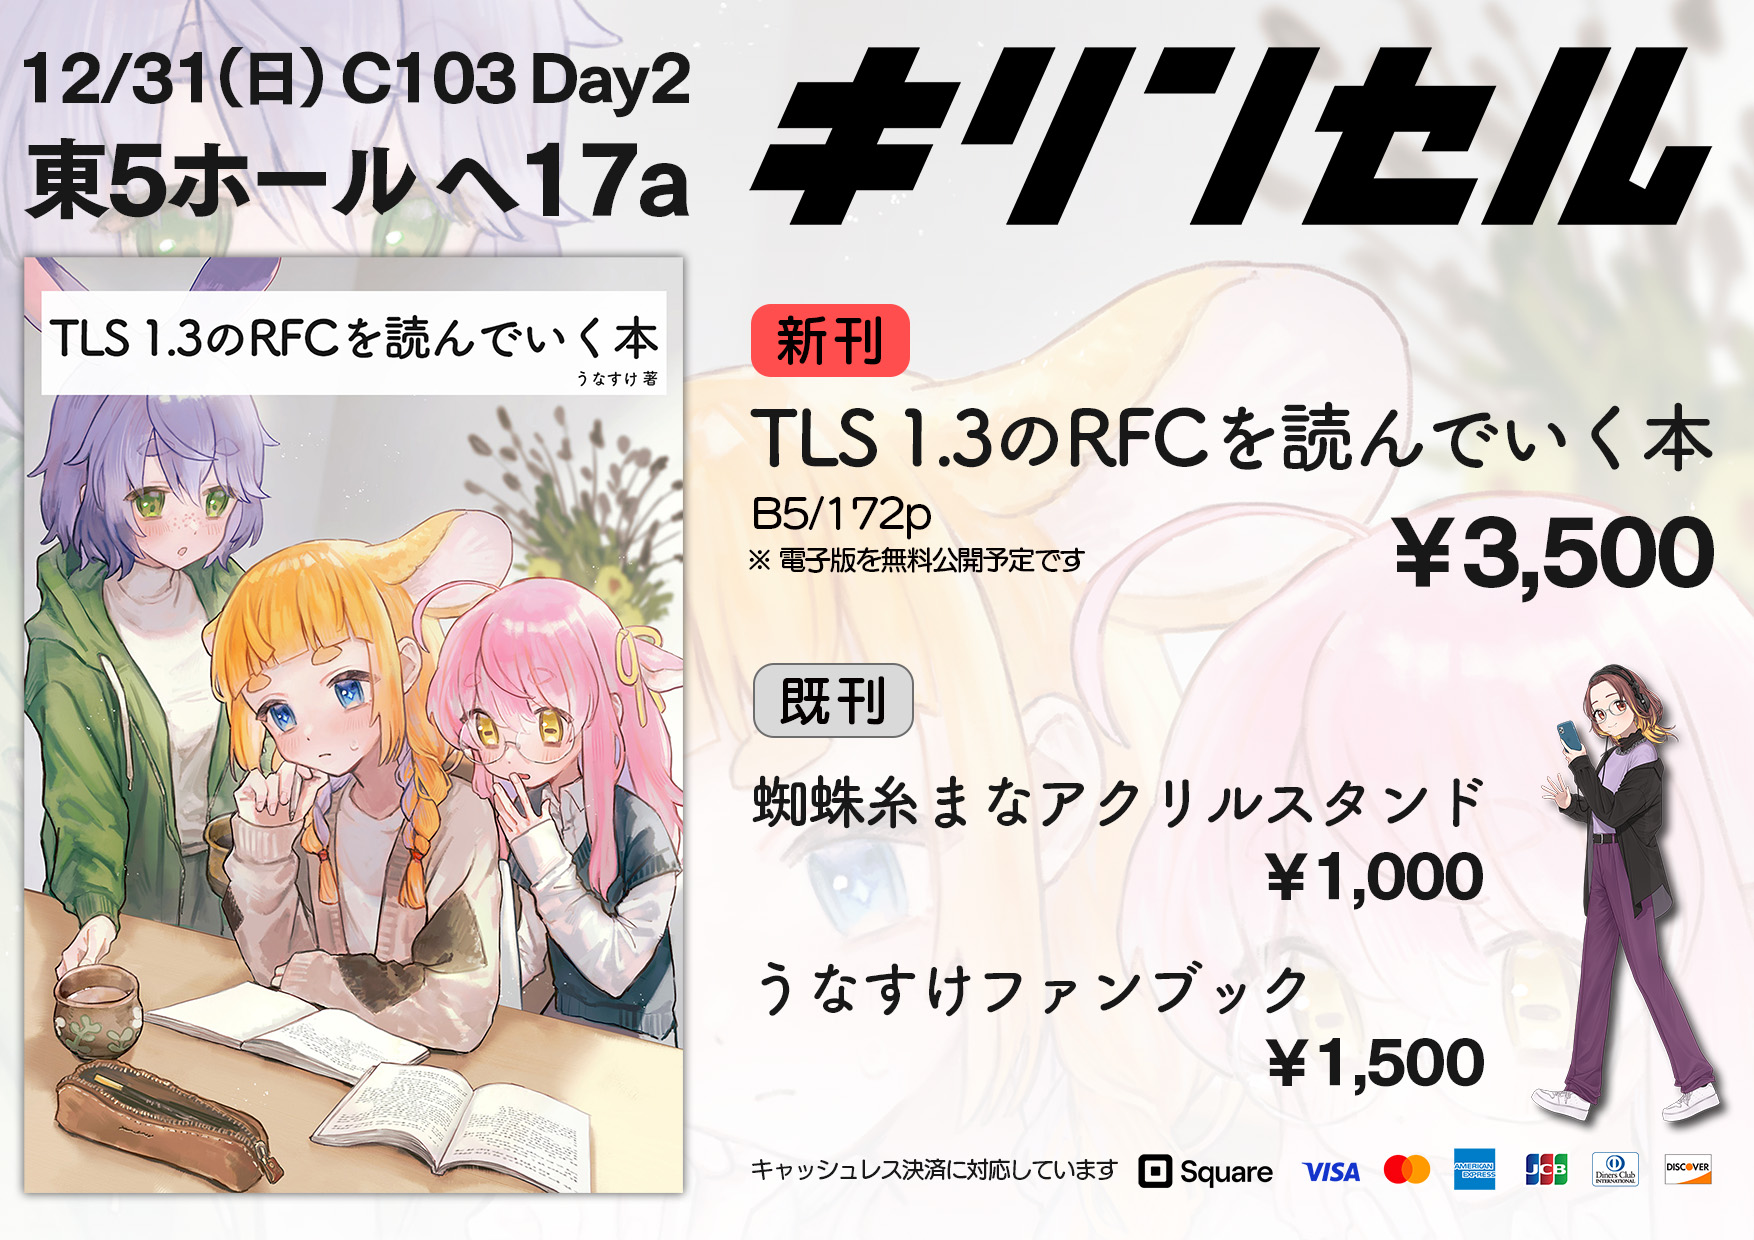 12/31(日) C103 Day2
東5ホール へ17a
キリンセル
TLS 1.3のRFCを読んでいく本
うなすけ 著
新刊
TLS 1.3のRFCを読んでいく本
B5/172p
※ 電子版を無料公開予定です
¥3,500
既刊
蜘蛛糸まなアクリルスタンド
¥1,000
うなすけファンブック
¥1,500
キャッシュレス決済に対応しています Square VISA AMERICAN EXPRESS JCB Diners Club INTERNATIONAL DISCOVER